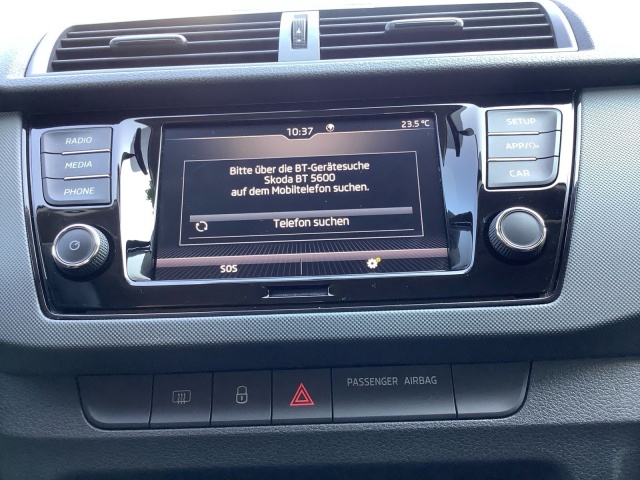 10:37
23.5 °C
RADIO
MEDIA
PHONE
Bitte über die BT-Gerätesuche
Skoda BT 5600
auf dem Mobiltelefon suchen.
Telefon suchen
SOS
SETUP
APP/
CAR
PASSENGER AIRBAG